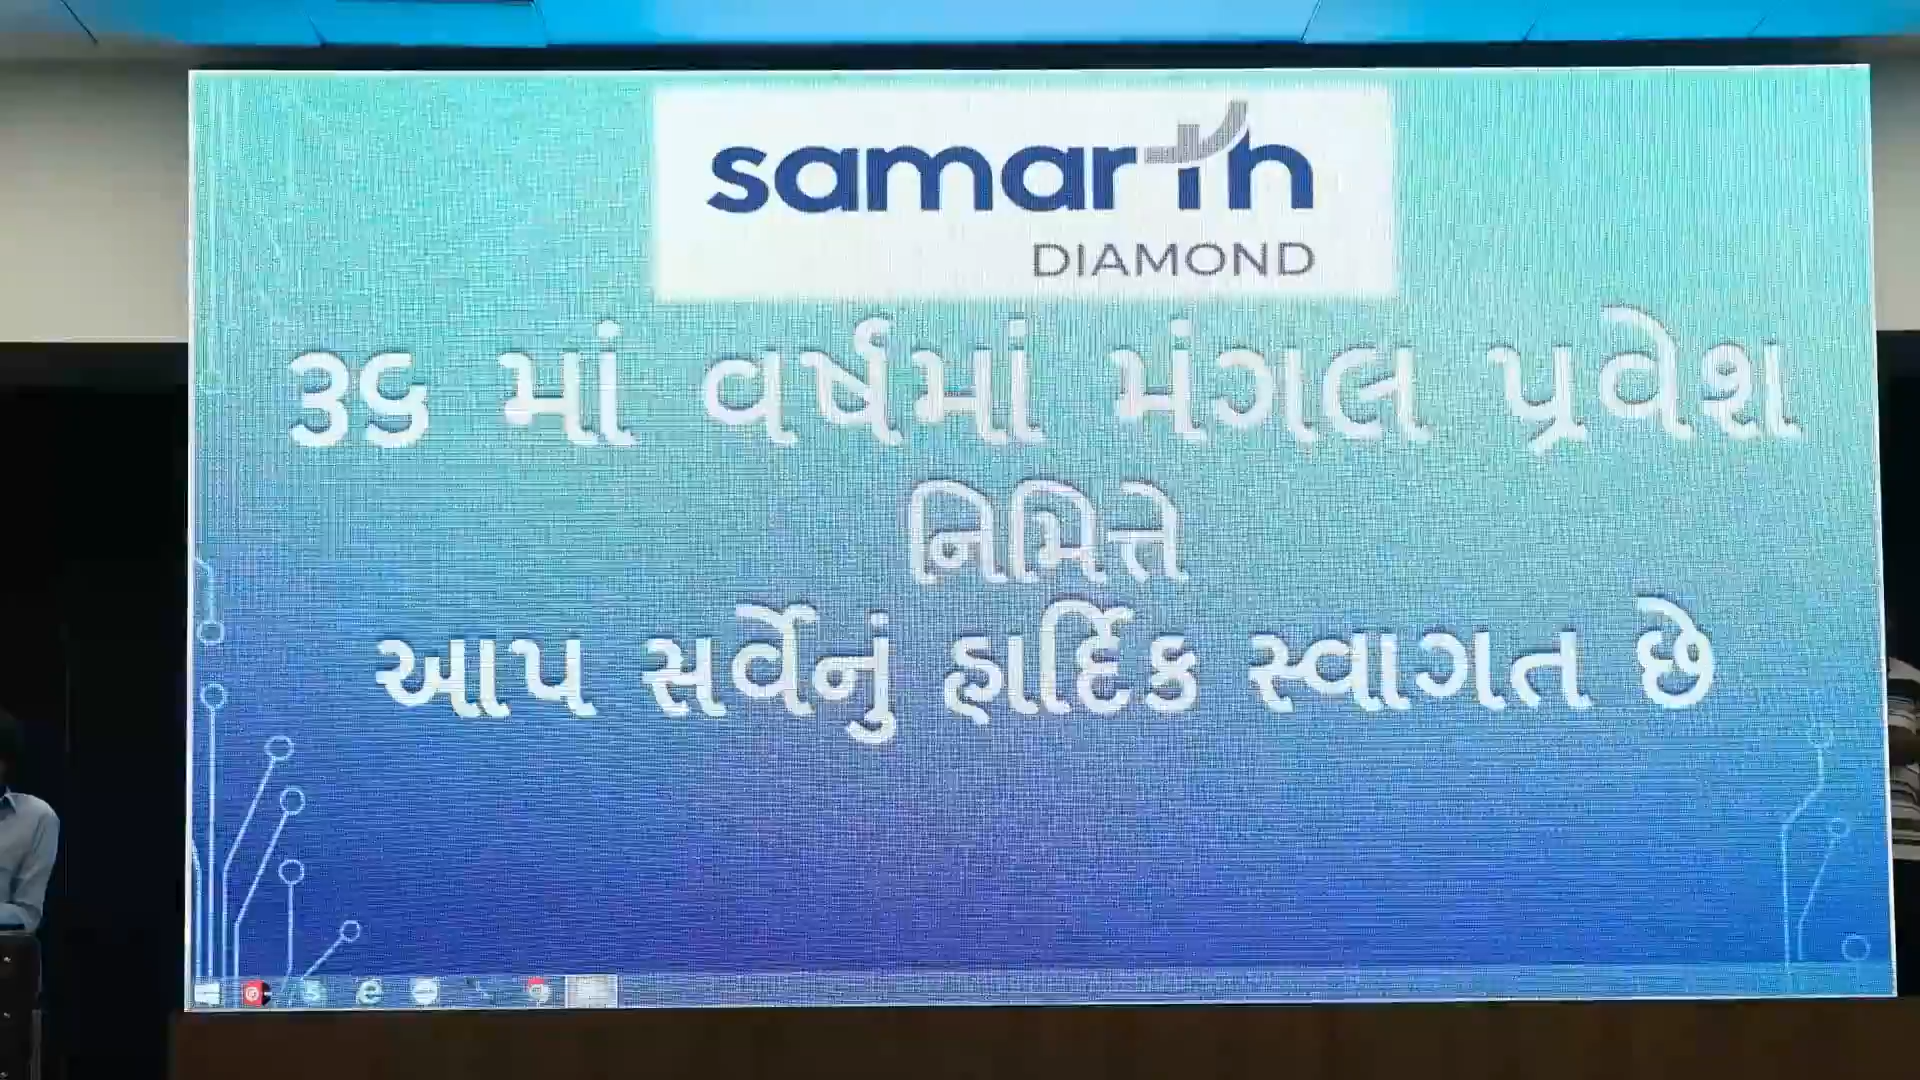 samarth
DIAMOND
૩૬ માં વર્ષમાં મંગલ પ્રવેશ
નિમિત્તે
આપ સર્વેનું હાર્દિક સ્વાગત છે